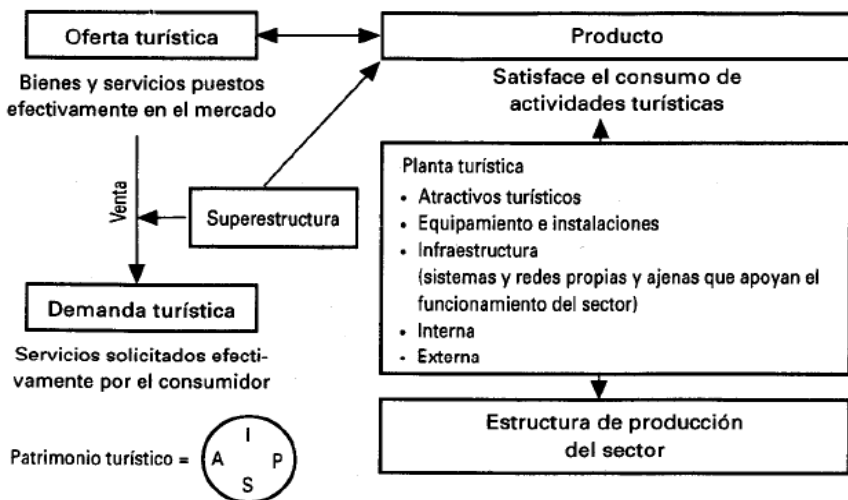 Oferta turística
Bienes y servicios puestos
efectivamente en el mercado
Venta
Superestructura
Demanda turística
Servicios solicitados efecti-
vamente por el consumidor
Patrimonio turístico =
I
A P
S
Producto
Satisface el consumo de
actividades turísticas
Planta turística
• Atractivos turísticos
• Equipamiento e instalaciones
• Infraestructura
(sistemas y redes propias y ajenas que apoyan el
funcionamiento del sector)
• Interna
- Externa
Estructura de producción
del sector